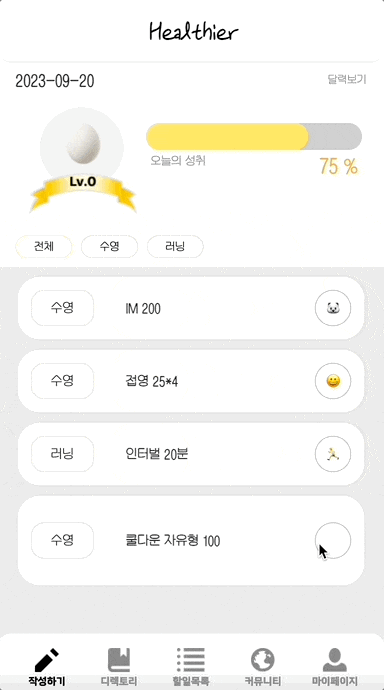 Healthier
2023-09-20 달력보기
Lv.0
오늘의 성취 75 %
전체 수영 러닝
수영 IM 200
수영 접영 25*4
러닝 인터벌 20분
수영 쿨다운 자유형 100
작성하기 디렉토리 할일목록 커뮤니티 마이페이지